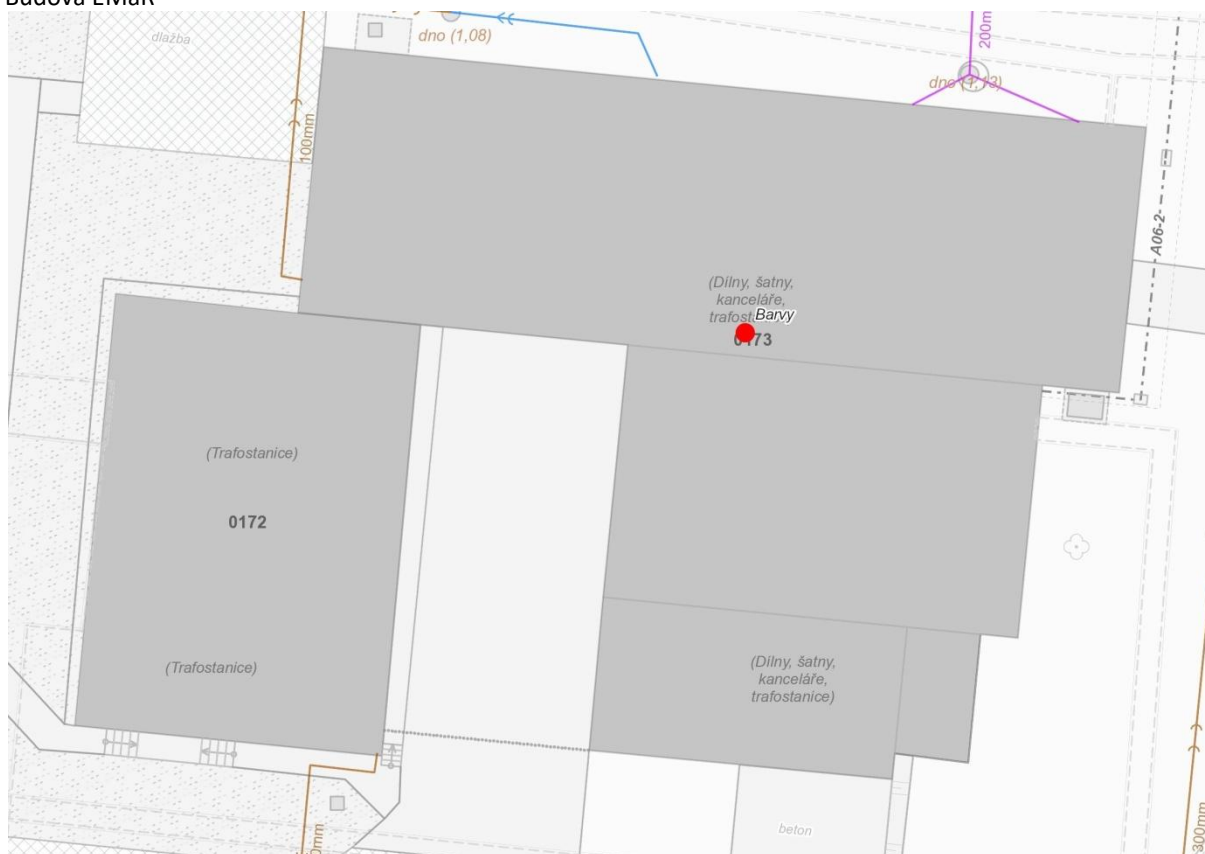 Budova EMaR
dlažba
dno (1,08)
200mm
dno (1,13)
100mm
A06-2
(Dílny, šatny,
kanceláře,
Barvy
0173
(Trafostanice)
0172
(Trafostanice)
(Dílny, šatny,
kanceláře,
trafostanice)
beton
300mm